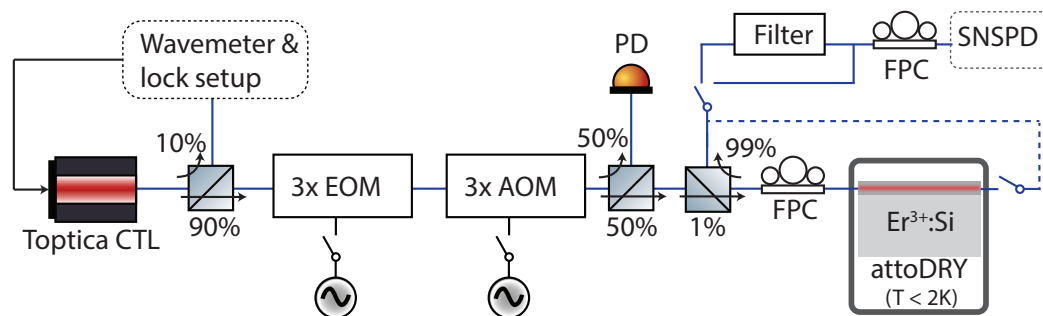 Wavemeter &
lock setup
PD
Filter
FPC
SNSPD
10%
50%
99%
3x EOM
3x AOM
FPC
90%
50%
1%
Toptica CTL
Er³⁺:Si
attoDRY
(T < 2K)